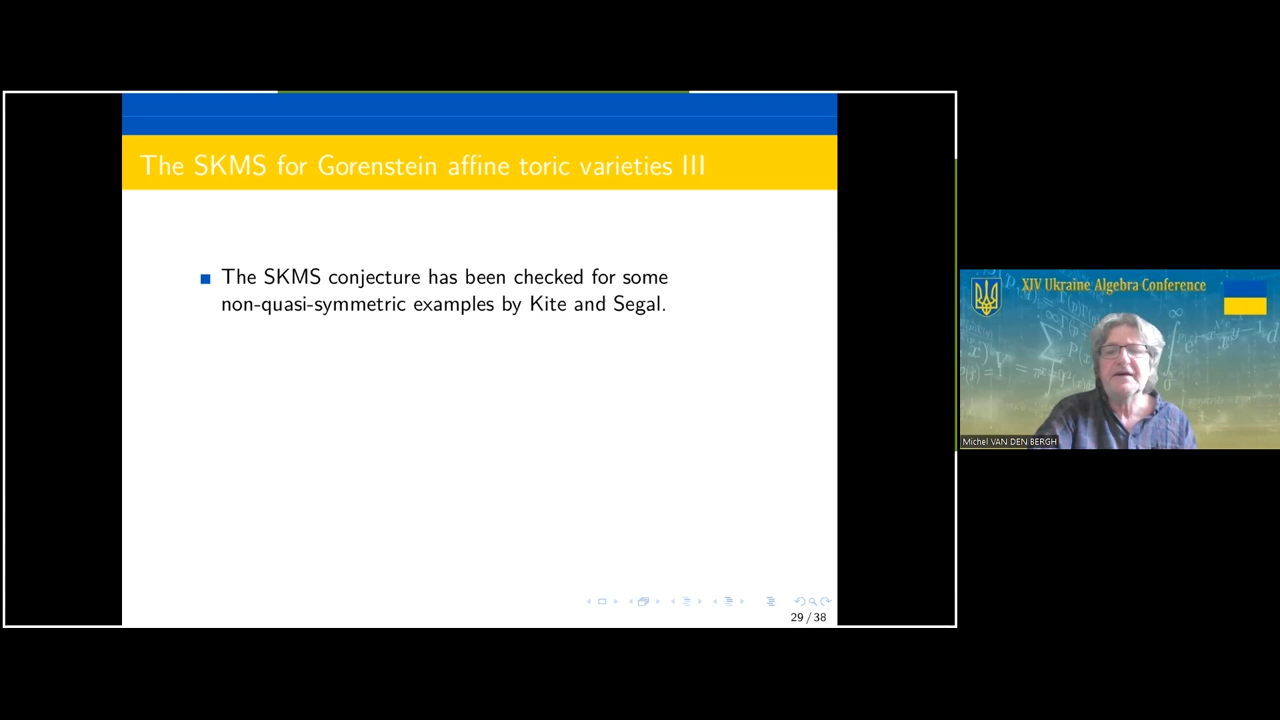 The SKMS for Gorenstein affine toric varieties III
The SKMS conjecture has been checked for some
non-quasi-symmetric examples by Kite and Segal.
29 / 38
XIV Ukraine Algebra Conference
Michel VAN DEN BERGH